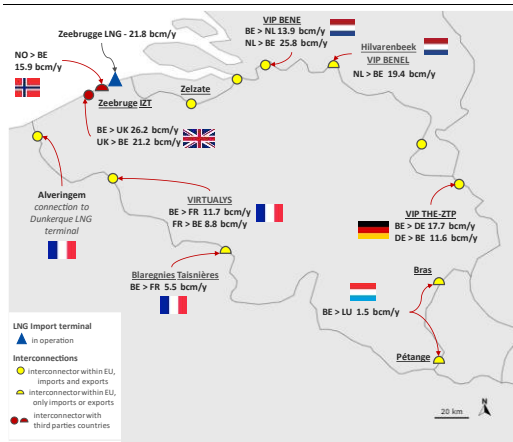 Zeebrugge LNG - 21.8 bcm/y
NO > BE
15.9 bcm/y
VIP BENE
BE > NL 13.9 bcm/y
NL > BE 25.8 bcm/y
Hilvarenbeek
VIP BENEL
NL > BE 19.4 bcm/y
Zelzate
Zeebruge IZT
BE > UK 26.2 bcm/y
UK > BE 21.2 bcm/y
Alveringem
connection to
Dunkerque LNG
terminal
VIRTUALYS
BE > FR 11.7 bcm/y
FR > BE 8.8 bcm/y
VIP THE-ZTP
BE > DE 17.7 bcm/y
DE > BE 11.6 bcm/y
Blaregnies Taisnières
BE > FR 5.5 bcm/y
Bras
BE > LU 1.5 bcm/y
Pétange
LNG Import terminal
in operation
Interconnections
interconnector within EU,
imports and exports
interconnector within EU,
only imports or exports
interconnector with
third parties countries
20 km
N